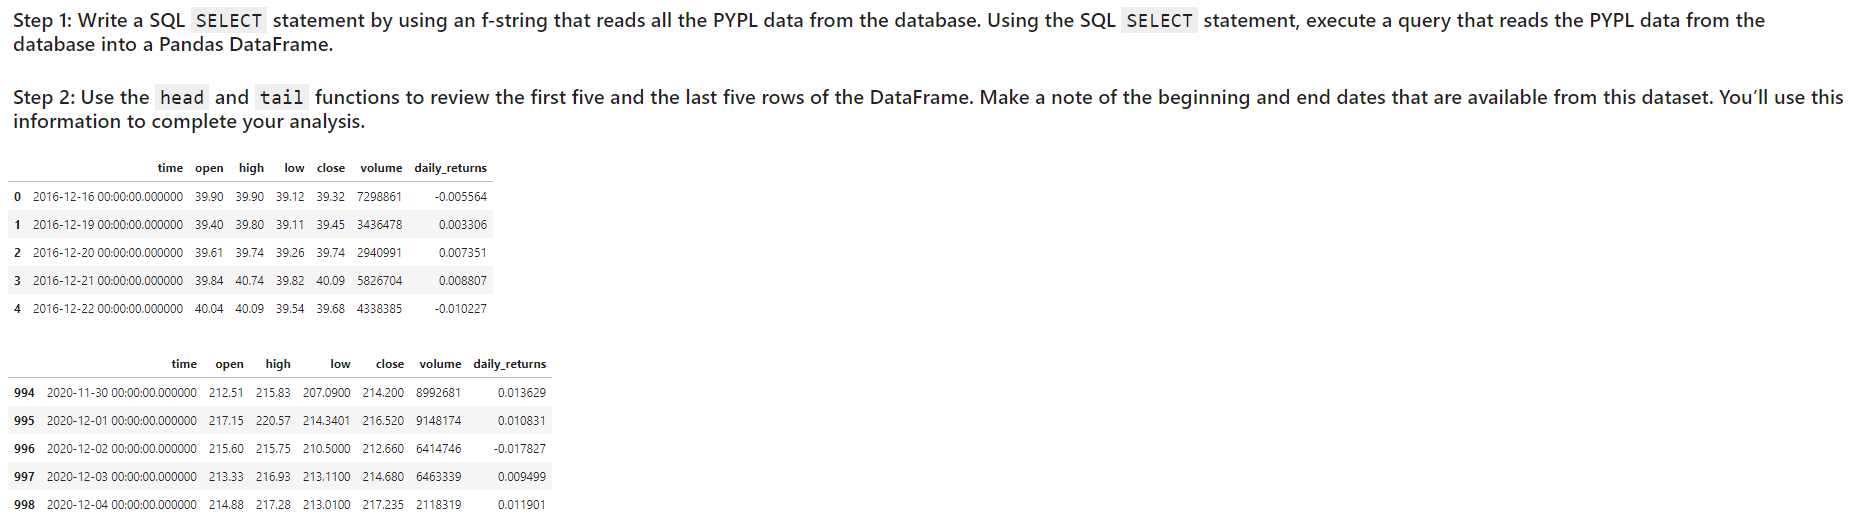 Step 1: Write a SQL SELECT statement by using an f-string that reads all the PYPL data from the database. Using the SQL SELECT statement, execute a query that reads the PYPL data from the
database into a Pandas DataFrame.
Step 2: Use the head and tail functions to review the first five and the last five rows of the DataFrame. Make a note of the beginning and end dates that are available from this dataset. You’ll use this
information to complete your analysis.
time open high low close volume daily_returns
0 2016-12-16 00:00:00.000000 39.90 39.90 39.12 39.32 7298861 -0.005564
1 2016-12-19 00:00:00.000000 39.40 39.80 39.11 39.45 3436478 0.003306
2 2016-12-20 00:00:00.000000 39.61 39.74 39.26 39.74 2940991 0.007351
3 2016-12-21 00:00:00.000000 39.84 40.74 39.82 40.09 5826704 0.008807
4 2016-12-22 00:00:00.000000 40.04 40.09 39.54 39.68 4338385 -0.010227
time open high low close volume daily_returns
994 2020-11-30 00:00:00.000000 212.51 215.83 207.0900 214.200 8992681 0.013629
995 2020-12-01 00:00:00.000000 217.15 220.57 214.3401 216.520 9148174 0.010831
996 2020-12-02 00:00:00.000000 215.60 215.75 210.5000 212.660 6414746 -0.017827
997 2020-12-03 00:00:00.000000 213.33 216.93 213.1100 214.680 6463339 0.009499
998 2020-12-04 00:00:00.000000 214.88 217.28 213.0100 217.235 2118319 0.011901